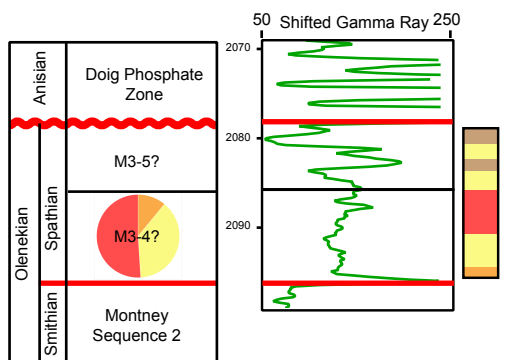 50 Shifted Gamma Ray 250
2070
2080
2090
Anisian
Olenekian
Spathian
Smithian
Doig Phosphate
Zone
M3-5?
M3-4?
Montney
Sequence 2